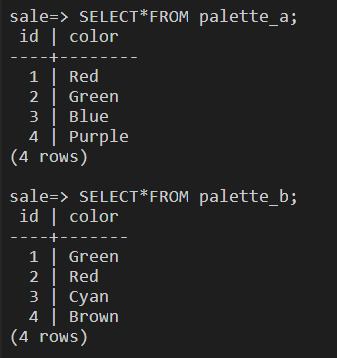 sale=> SELECT*FROM palette_a;
 id | color
----+--------
  1 | Red
  2 | Green
  3 | Blue
  4 | Purple
(4 rows)

sale=> SELECT*FROM palette_b;
 id | color
----+-------
  1 | Green
  2 | Red
  3 | Cyan
  4 | Brown
(4 rows)